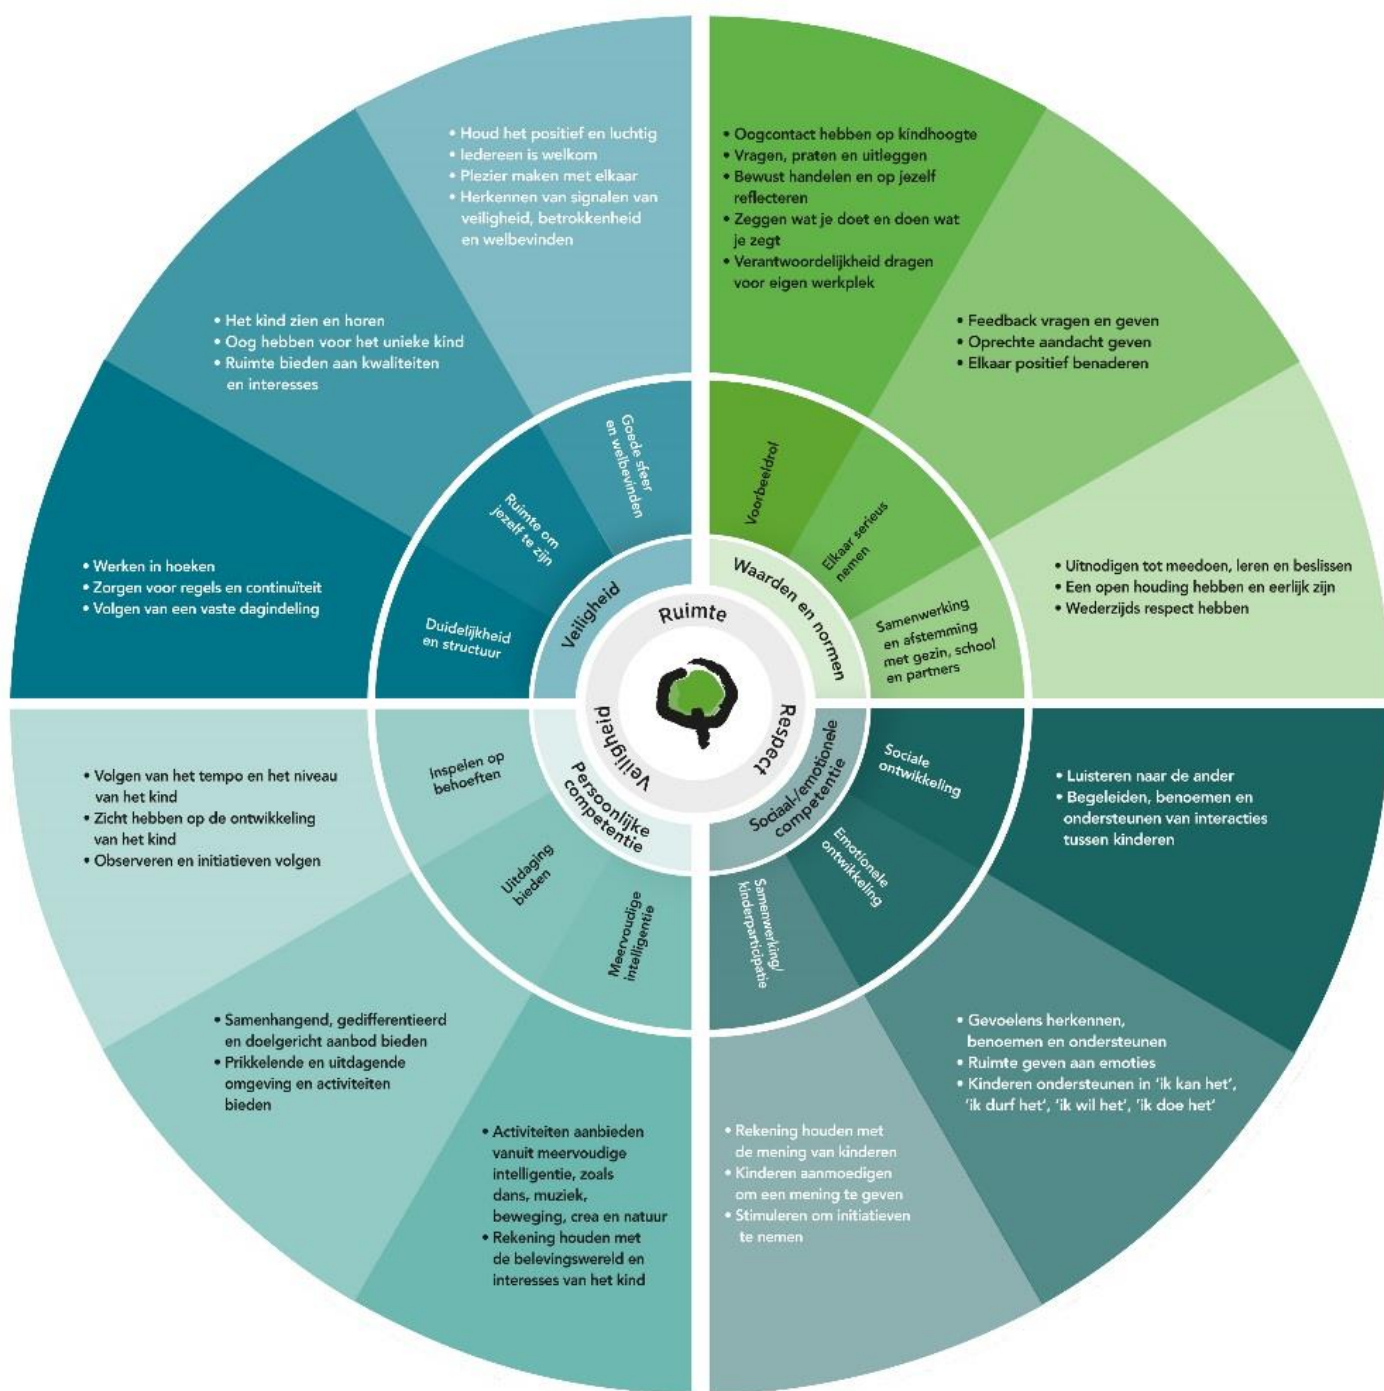 • Houd het positief en luchtig
• Iedereen is welkom
• Plezier maken met elkaar
• Herkennen van signalen van
veiligheid, betrokkenheid
en welbevinden
• Het kind zien en horen
• Oog hebben voor het unieke kind
• Ruimte bieden aan kwaliteiten
en interesses
• Werken in hoeken
• Zorgen voor regels en continuïteit
• Volgen van een vaste dagindeling
Goede sfeer
en welbevinden
Ruimte om
jezelf te zijn
Duidelijkheid
en structuur
Veiligheid
• Oogcontact hebben op kindhoogte
• Vragen, praten en uitleggen
• Bewust handelen en op jezelf
reflecteren
• Zeggen wat je doet en doen wat
je zegt
• Verantwoordelijkheid dragen
voor eigen werkplek
• Feedback vragen en geven
• Oprechte aandacht geven
• Elkaar positief benaderen
• Uitnodigen tot meedoen, leren en beslissen
• Een open houding hebben en eerlijk zijn
• Wederzijds respect hebben
Voorbeeldrol
Elkaar serieus
nemen
Samenwerking
en afstemming
met gezin, school
en partners
Waarden en normen
Ruimte
Respect
Veiligheid
Sociaal-/emotionele
competentie
Sociale
ontwikkeling
Emotionele
ontwikkeling
Samenwerking/
kinderparticipatie
• Luisteren naar de ander
• Begeleiden, benoemen en
ondersteunen van interacties
tussen kinderen
• Gevoelens herkennen,
benoemen en ondersteunen
• Ruimte geven aan emoties
• Kinderen ondersteunen in ‘ik kan het’,
‘ik durf het’, ‘ik wil het’, ‘ik doe het’
• Rekening houden met
de mening van kinderen
• Kinderen aanmoedigen
om een mening te geven
• Stimuleren om initiatieven
te nemen
Persoonlijke
competentie
Inspelen op
behoeften
Uitdaging
bieden
Meervoudige
intelligentie
• Volgen van het tempo en het niveau
van het kind
• Zicht hebben op de ontwikkeling
van het kind
• Observeren en initiatieven volgen
• Samenhangend, gedifferentieerd
en doelgericht aanbod bieden
• Prikkelende en uitdagende
omgeving en activiteiten
bieden
• Activiteiten aanbieden
vanuit meervoudige
intelligentie, zoals
dans, muziek,
beweging, crea en natuur
• Rekening houden met
de belevingswereld en
interesses van het kind